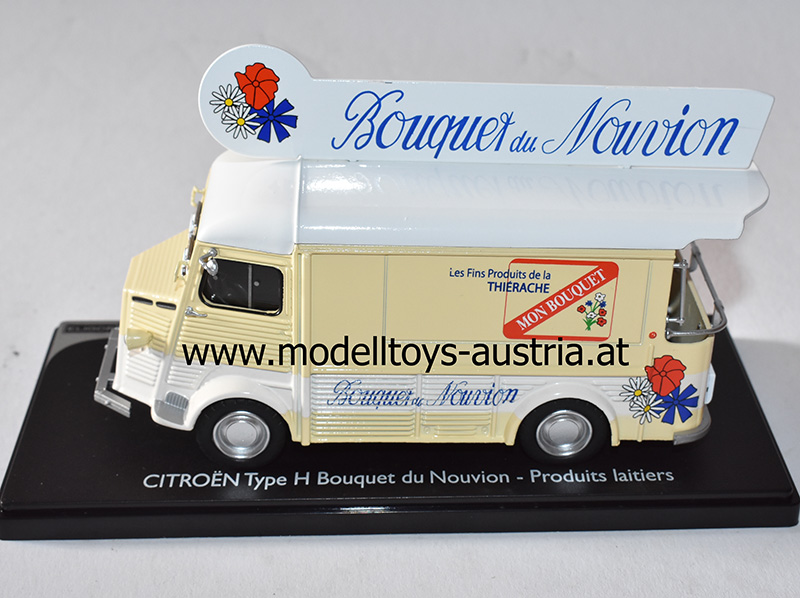 Bouquet du Nouvion
Les Fins Produits de la
THIÉRACHE
MON BOUQUET
www.modelltoys-austria.at
Bouquet du Nouvion
CITROËN Type H Bouquet du Nouvion - Produits laitiers